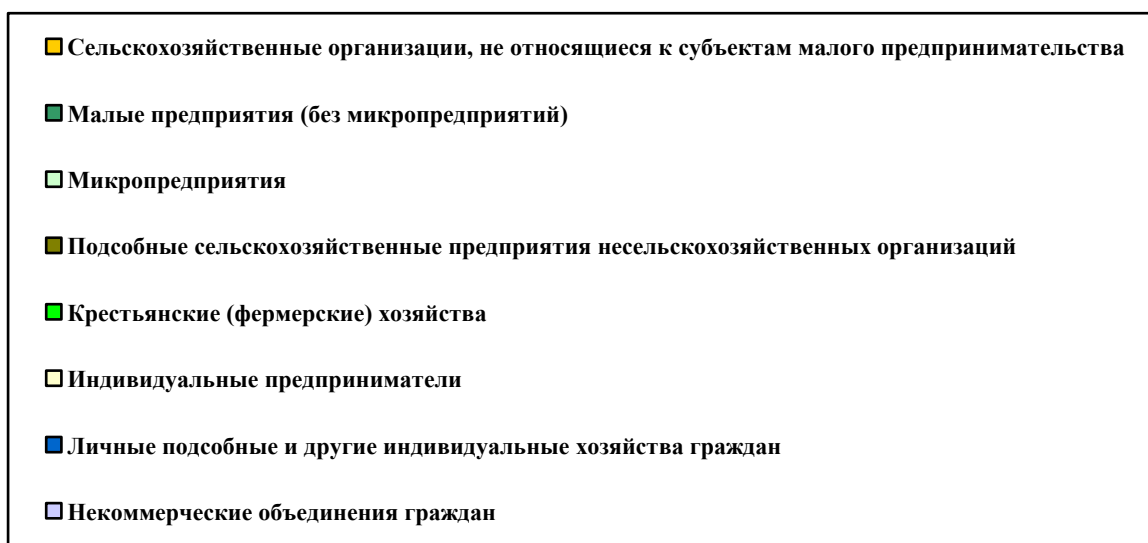 Сельскохозяйственные организации, не относящиеся к субъектам малого предпринимательства
Малые предприятия (без микропредприятий)
Микропредприятия
Подсобные сельскохозяйственные предприятия несельскохозяйственных организаций
Крестьянские (фермерские) хозяйства
Индивидуальные предприниматели
Личные подсобные и другие индивидуальные хозяйства граждан
Некоммерческие объединения граждан